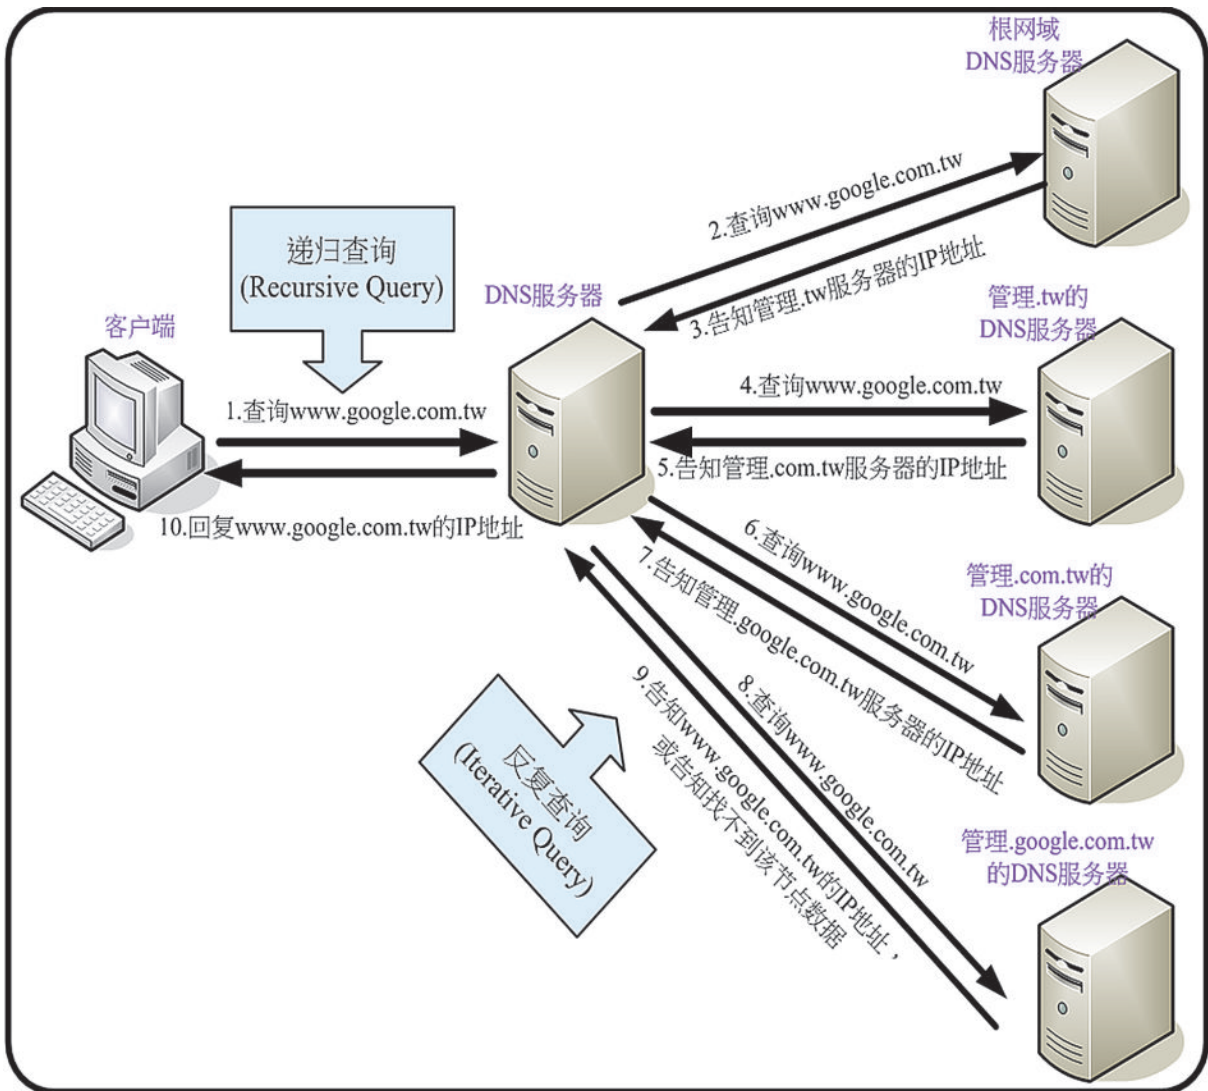 根网域
DNS服务器
2.查询www.google.com.tw
递归查询
(Recursive Query)
DNS服务器
3.告知管理.tw服务器的IP地址
管理.tw的
DNS服务器
客户端
1.查询www.google.com.tw
4.查询www.google.com.tw
5.告知管理.com.tw服务器的IP地址
10.回复www.google.com.tw的IP地址
6.查询www.google.com.tw
7.告知管理.google.com.tw服务器的IP地址
管理.com.tw的
DNS服务器
8.查询www.google.com.tw
9.告知www.google.com.tw的IP地址，
或告知找不到该节点数据
反复查询
(Iterative Query)
管理.google.com.tw
的DNS服务器